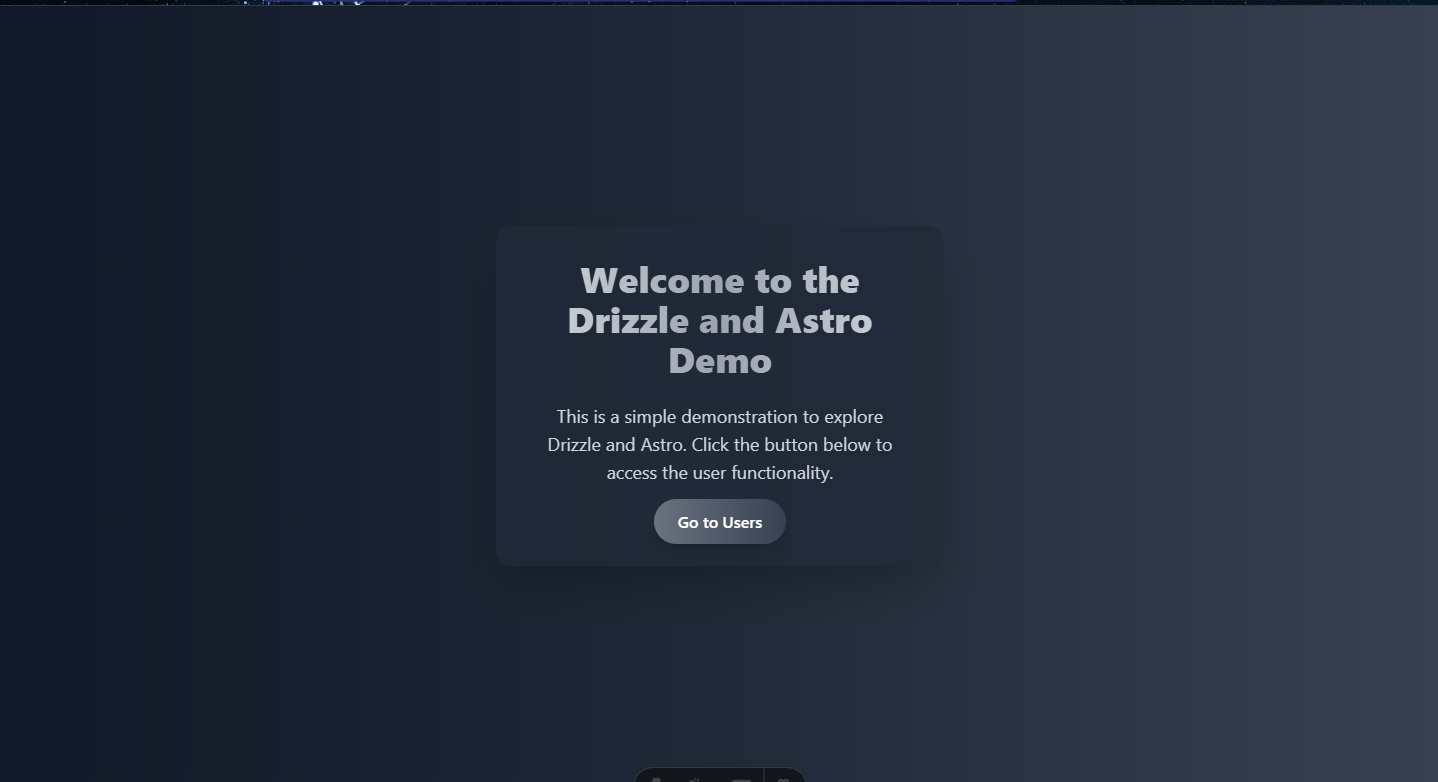 Welcome to the
Drizzle and Astro
Demo
This is a simple demonstration to explore
Drizzle and Astro. Click the button below to
access the user functionality.
Go to Users